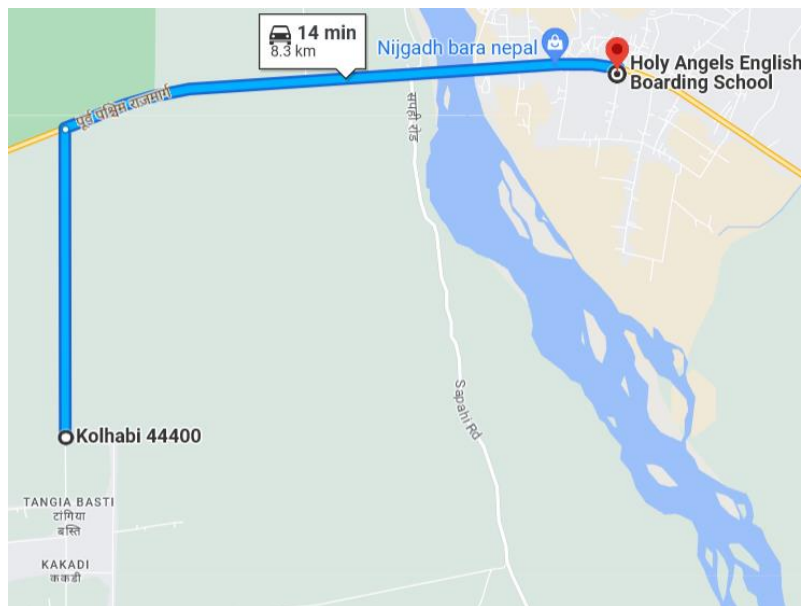 14 min
8.3 km
Nijgadh bara nepal
Holy Angels English
Boarding School
पूर्व पश्चिम राजमार्ग
सपही रोड
Sapahi Rd
Kolhabi 44400
TANGIA BASTI
टांगिया
बस्ति
KAKADI
ककडी